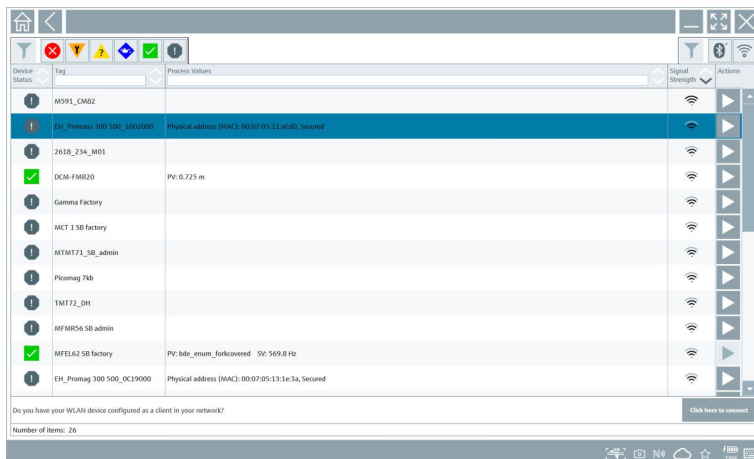 Device Status
Tag
Process Values
Signal Strength
Actions
M591_CM82
EH_Promass 300 500_1002000 Physical address (MAC): 00:07:05:11:af:d0, Secured
2618_234_M01
DCM-FMR20 PV: 0.725 m
Gamma Factory
MCT 1 SB factory
MTMT71_SB_admin
Picomag 7kb
TMT72_DH
MFMR56 SB admin
MFEL62 SB factory PV: bde_enum_forkcovered SV: 569.8 Hz
EH_Promag 300 500_0C19000 Physical address (MAC): 00:07:05:13:1e:3a, Secured
Do you have your WLAN device configured as a client in your network? Click here to connect
Number of items: 26